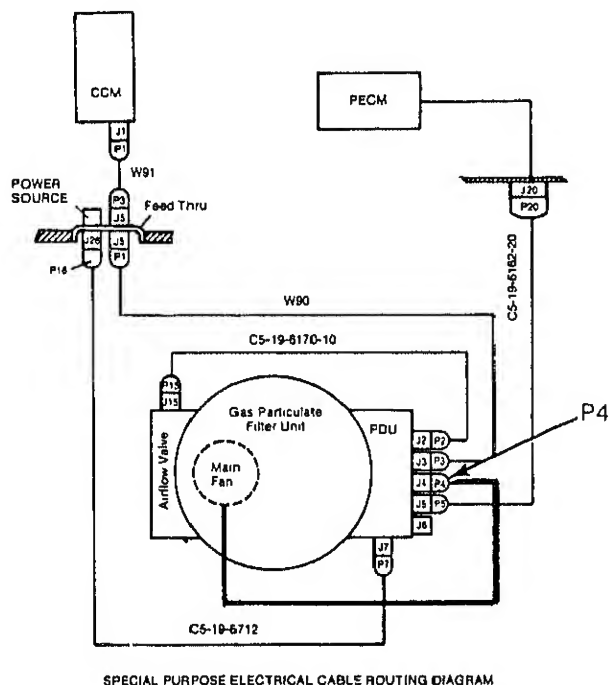 CCM
J1
P1
W91
PECM
J20
P20
POWER SOURCE
P3
J5
Feed Thru
J28
J5
P1
P16
C5-19-6162-20
W90
C5-19-6170-10
P15
J15
Gas Particulate Filter Unit
PDU
P4
Airflow Valve
Main Fan
J2 P2
J3 P3
J4 P4
J5 P5
J6
J7
P7
C5-19-6712
SPECIAL PURPOSE ELECTRICAL CABLE ROUTING DIAGRAM